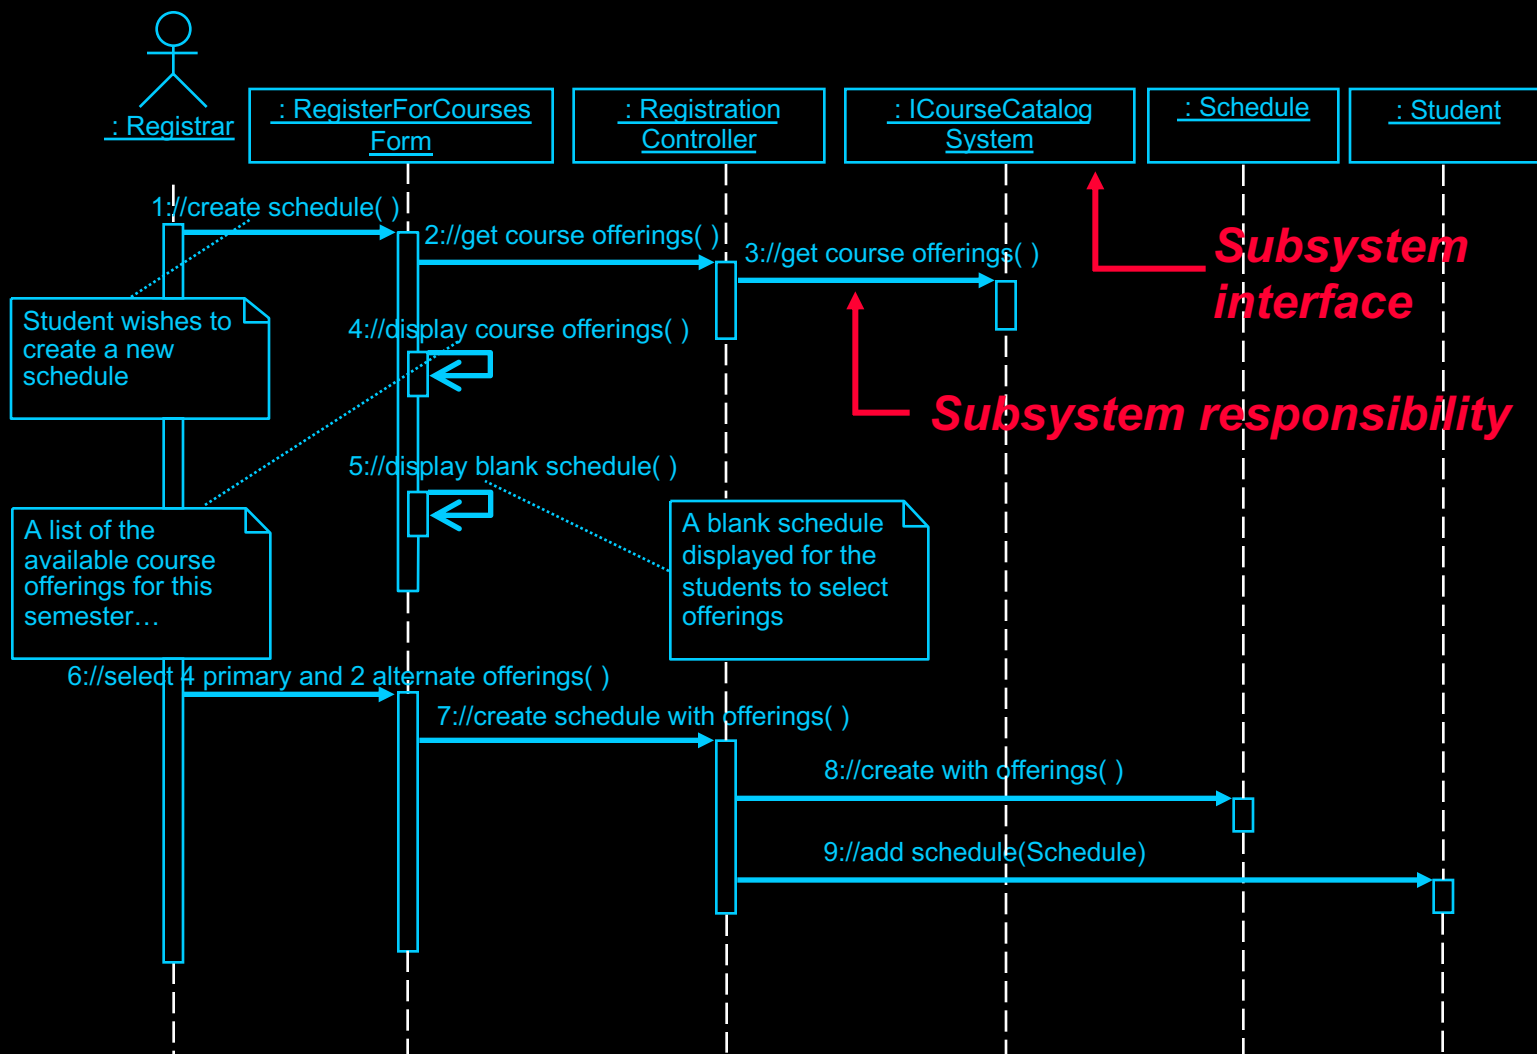 : Registrar
: RegisterForCourses
Form
: Registration
Controller
: ICourseCatalog
System
: Schedule
: Student
1://create schedule( )
2://get course offerings( )
3://get course offerings( )
Subsystem
interface
Student wishes to
create a new
schedule
4://display course offerings( )
Subsystem responsibility
5://display blank schedule( )
A list of the
available course
offerings for this
semester…
A blank schedule
displayed for the
students to select
offerings
6://select 4 primary and 2 alternate offerings( )
7://create schedule with offerings( )
8://create with offerings( )
9://add schedule(Schedule)